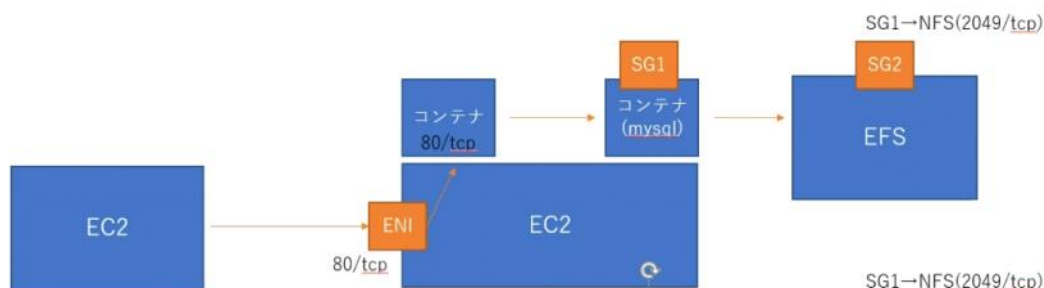 SG1→NFS(2049/tcp)
SG1
SG2
コンテナ
80/tcp
コンテナ
(mysql)
EFS
EC2
ENI
EC2
80/tcp
SG1→NFS(2049/tcp)